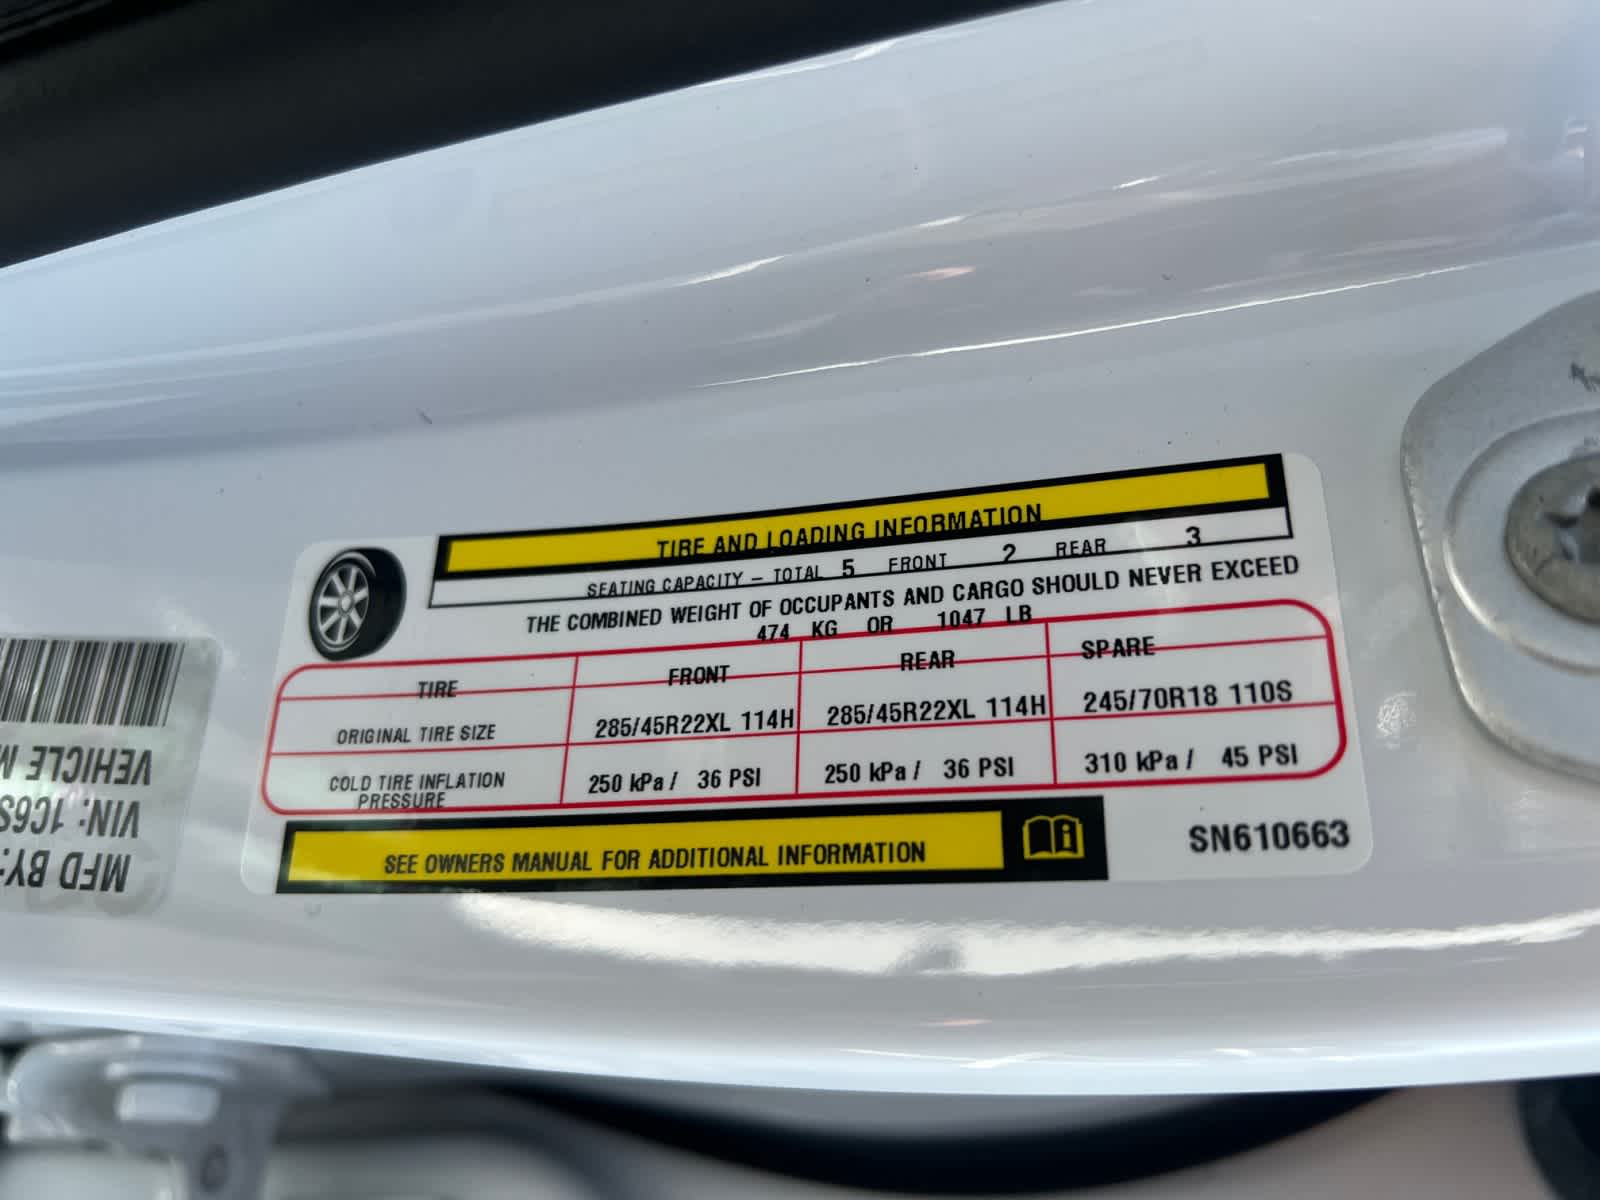 TIRE AND LOADING INFORMATION
SEATING CAPACITY – TOTAL 5 FRONT 2 REAR 3
THE COMBINED WEIGHT OF OCCUPANTS AND CARGO SHOULD NEVER EXCEED
474 KG OR 1047 LB
TIRE FRONT REAR SPARE
ORIGINAL TIRE SIZE 285/45R22XL 114H 285/45R22XL 114H 245/70R18 110S
COLD TIRE INFLATION
PRESSURE 250 kPa / 36 PSI 250 kPa / 36 PSI 310 kPa / 45 PSI
SEE OWNERS MANUAL FOR ADDITIONAL INFORMATION
SN610663
MFD BY:
VIN: 1C6S
VEHICLE M